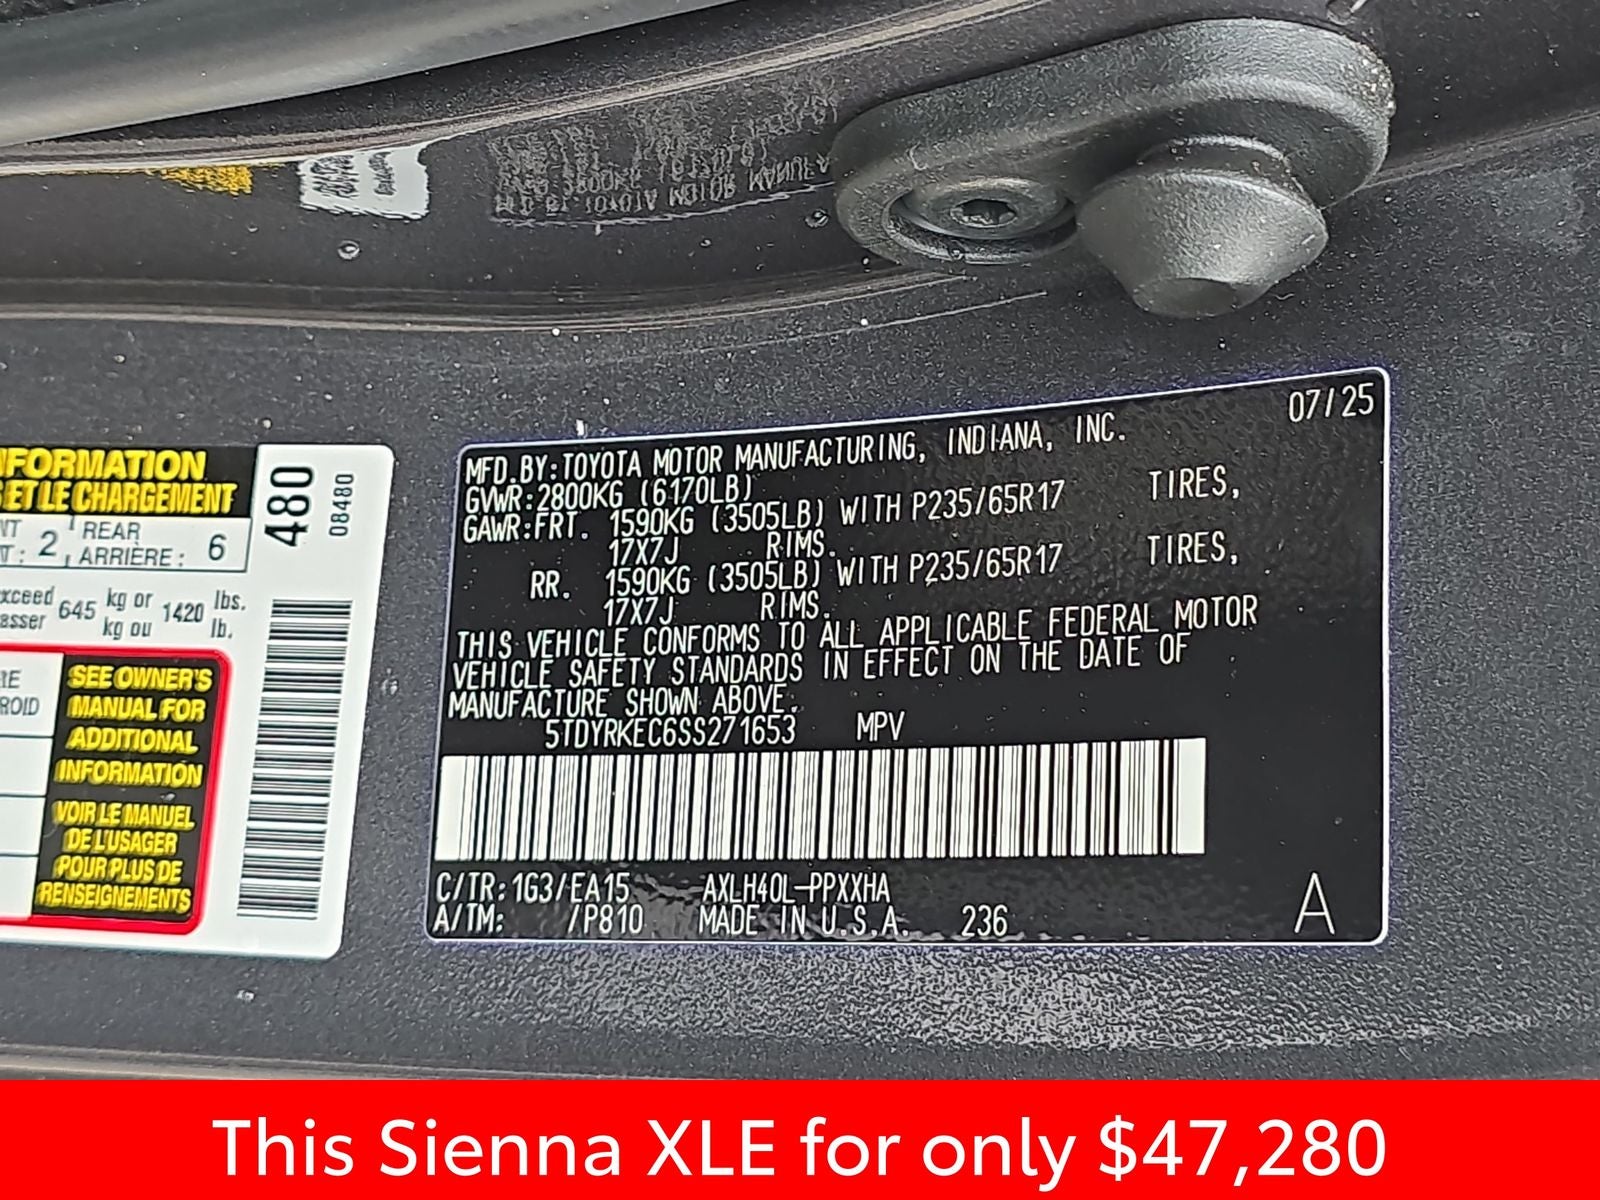 NFORMATION
S ET LE CHARGEMENT
NT 2 REAR 6
T: ARRIÈRE:
xceed 645 kg or 1420 lbs.
asser kg ou lb.
SEE OWNER'S
MANUAL FOR
ADDITIONAL
INFORMATION
VOIR LE MANUEL
DE L'USAGER
POUR PLUS DE
RENSEIGNEMENTS
ROID
480
08480
07/25
MFD.BY:TOYOTA MOTOR MANUFACTURING, INDIANA, INC.
GVWR:2800KG (6170LB)
GAWR:FRT. 1590KG (3505LB) WITH P235/65R17 TIRES,
17X7J RIMS.
RR. 1590KG (3505LB) WITH P235/65R17 TIRES,
17X7J RIMS.
THIS VEHICLE CONFORMS TO ALL APPLICABLE FEDERAL MOTOR
VEHICLE SAFETY STANDARDS IN EFFECT ON THE DATE OF
MANUFACTURE SHOWN ABOVE.
5TDYRKEC6SS271653 MPV
C/TR:1G3/EA15 AXLH40L-PPXXHA
A/TM: /P810 MADE IN U.S.A. 236 A
This Sienna XLE for only $47,280